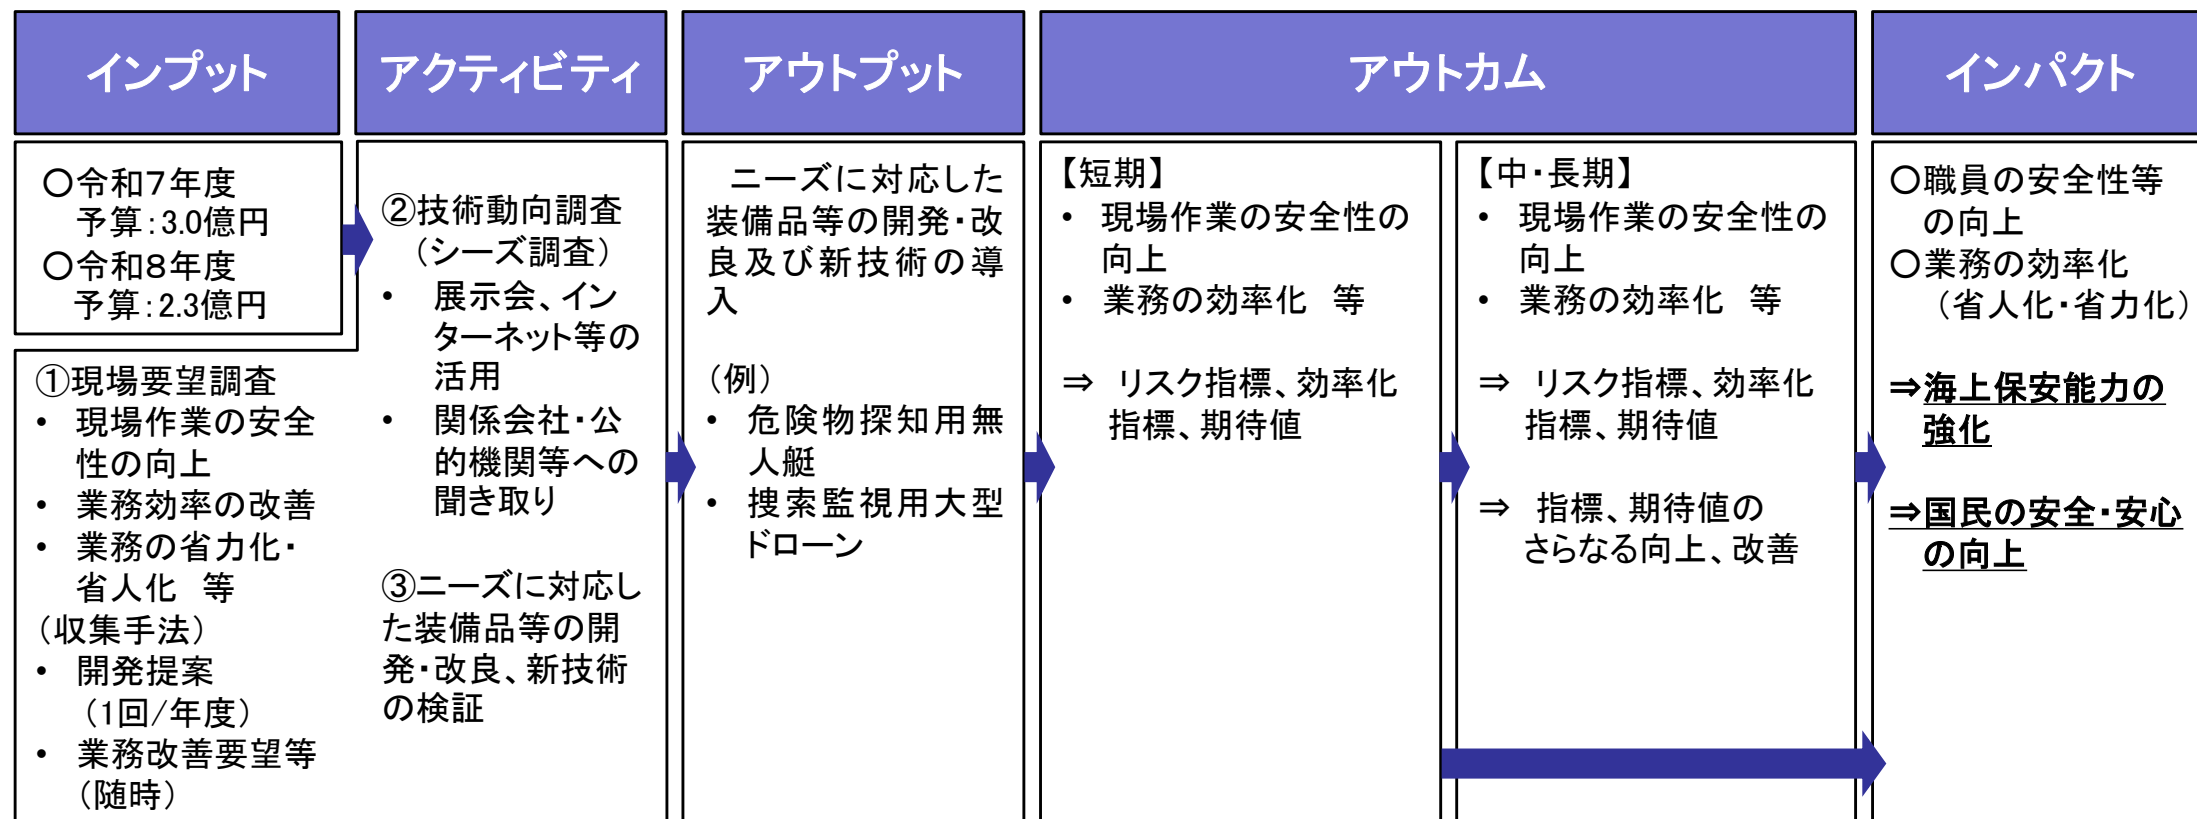 インプット
アクティビティ
アウトプット
アウトカム
インパクト
〇令和7年度
予算：3.0億円
〇令和8年度
予算：2.3億円
①現場要望調査
• 現場作業の安全
性の向上
• 業務効率の改善
• 業務の省力化・
省人化　等
（収集手法）
• 開発提案
（1回/年度）
• 業務改善要望等
（随時）
②技術動向調査
（シーズ調査）
• 展示会、イン
ターネット等の
活用
• 関係会社・公
的機関等への
聞き取り
③ニーズに対応し
た装備品等の開
発・改良、新技術
の検証
ニーズに対応した
装備品等の開発・改
良及び新技術の導
入
（例）
• 危険物探知用無
人艇
• 捜索監視用大型
ドローン
【短期】
• 現場作業の安全性の
向上
• 業務の効率化　等
⇒　リスク指標、効率化
指標、期待値
【中・長期】
• 現場作業の安全性の
向上
• 業務の効率化　等
⇒　リスク指標、効率化
指標、期待値
⇒　指標、期待値の
さらなる向上、改善
〇職員の安全性等
の向上
〇業務の効率化
（省人化・省力化）
⇒海上保安能力の
強化
⇒国民の安全・安心
の向上